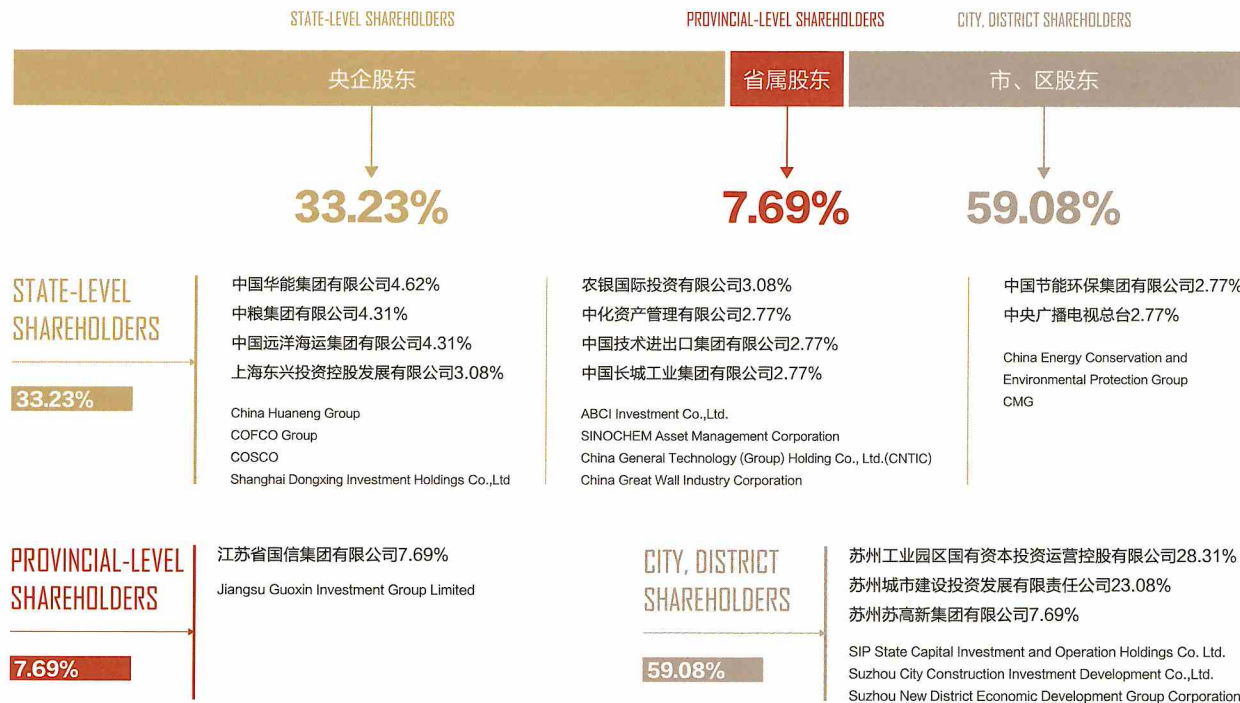 STATE-LEVEL SHAREHOLDERS
PROVINCIAL-LEVEL SHAREHOLDERS
CITY, DISTRICT SHAREHOLDERS
央企股东
省属股东
市、区股东
33.23%
7.69%
59.08%
STATE-LEVEL
SHAREHOLDERS
33.23%
中国华能集团有限公司4.62%
中粮集团有限公司4.31%
中国远洋海运集团有限公司4.31%
上海东兴投资控股发展有限公司3.08%
China Huaneng Group
COFCO Group
COSCO
Shanghai Dongxing Investment Holdings Co.,Ltd
农银国际投资有限公司3.08%
中化资产管理有限公司2.77%
中国技术进出口集团有限公司2.77%
中国长城工业集团有限公司2.77%
ABCI Investment Co.,Ltd.
SINOCHEM Asset Management Corporation
China General Technology (Group) Holding Co., Ltd.(CNTIC)
China Great Wall Industry Corporation
中国节能环保集团有限公司2.77%
中央广播电视总台2.77%
China Energy Conservation and
Environmental Protection Group
CMG
PROVINCIAL-LEVEL
SHAREHOLDERS
7.69%
江苏省国信集团有限公司7.69%
Jiangsu Guoxin Investment Group Limited
CITY, DISTRICT
SHAREHOLDERS
59.08%
苏州工业园区国有资本投资运营控股有限公司28.31%
苏州城市建设投资发展有限责任公司23.08%
苏州苏高新集团有限公司7.69%
SIP State Capital Investment and Operation Holdings Co. Ltd.
Suzhou City Construction Investment Development Co.,Ltd.
Suzhou New District Economic Development Group Corporation